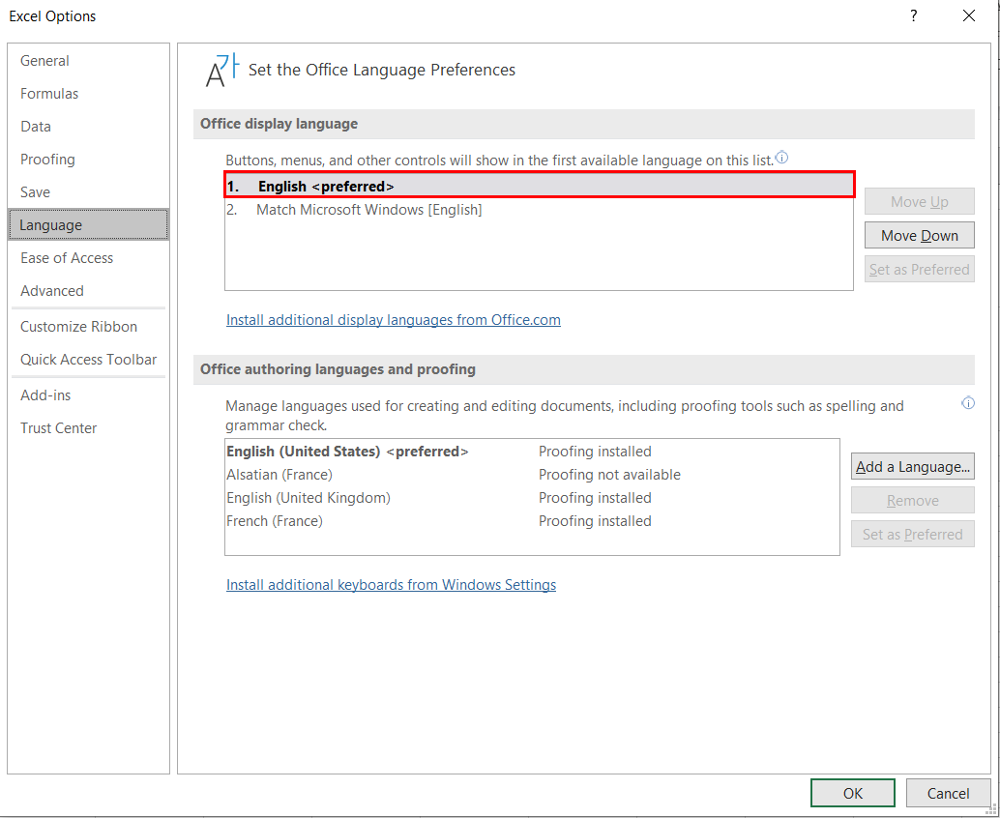 Excel Options
?
General
Formulas
Data
Proofing
Save
Language
Ease of Access
Advanced
Customize Ribbon
Quick Access Toolbar
Add-ins
Trust Center
Set the Office Language Preferences
Office display language
Buttons, menus, and other controls will show in the first available language on this list.
1. English <preferred>
2. Match Microsoft Windows [English]
Move Up
Move Down
Set as Preferred
Install additional display languages from Office.com
Office authoring languages and proofing
Manage languages used for creating and editing documents, including proofing tools such as spelling and
grammar check.
English (United States) <preferred> Proofing installed
Alsatian (France) Proofing not available
English (United Kingdom) Proofing installed
French (France) Proofing installed
Add a Language...
Remove
Set as Preferred
Install additional keyboards from Windows Settings
OK
Cancel